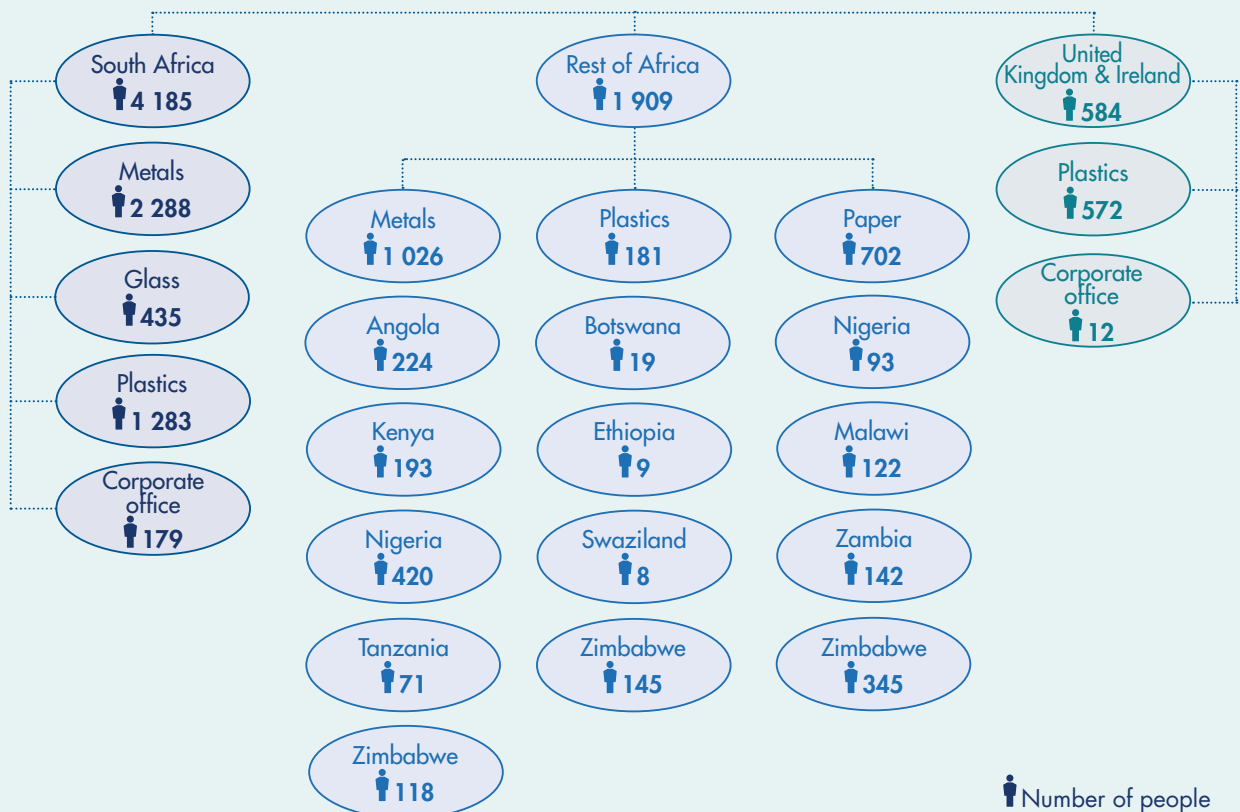 South Africa
4 185
Metals
2 288
Glass
435
Plastics
1 283
Corporate
office
179
Rest of Africa
1 909
Metals
1 026
Angola
224
Kenya
193
Nigeria
420
Tanzania
71
Zimbabwe
118
Plastics
181
Botswana
19
Ethiopia
9
Swaziland
8
Zimbabwe
145
Paper
702
Nigeria
93
Malawi
122
Zambia
142
Zimbabwe
345
United
Kingdom & Ireland
584
Plastics
572
Corporate
office
12
Number of people